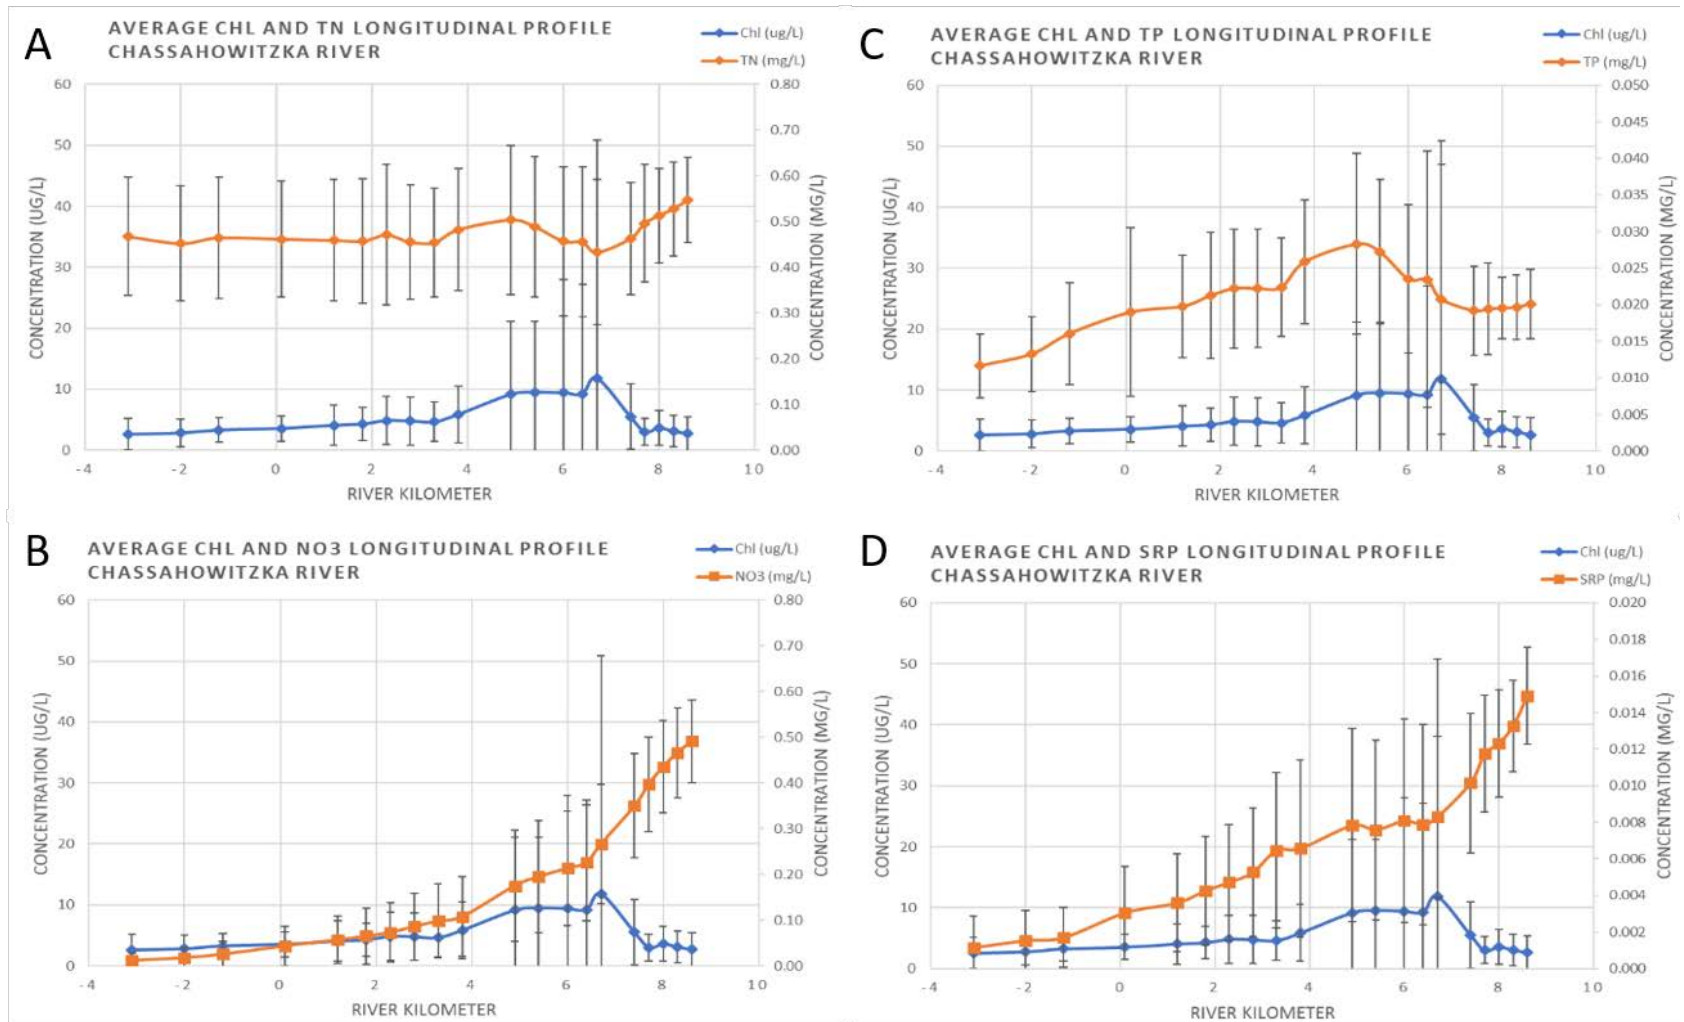 A
AVERAGE CHL AND TN LONGITUDINAL PROFILE
CHASSAHOWITZKA RIVER
Chl (ug/L)
TN (mg/L)
60
50
40
30
20
10
0
0.80
0.70
0.60
0.50
0.40
0.30
0.20
0.10
0.00
CONCENTRATION (UG/L)
CONCENTRATION (MG/L)
-4 -2 0 2 4 6 8 10
RIVER KILOMETER
C
AVERAGE CHL AND TP LONGITUDINAL PROFILE
CHASSAHOWITZKA RIVER
Chl (ug/L)
TP (mg/L)
60
50
40
30
20
10
0
0.050
0.045
0.040
0.035
0.030
0.025
0.020
0.015
0.010
0.005
0.000
CONCENTRATION (UG/L)
CONCENTRATION (MG/L)
-4 -2 0 2 4 6 8 10
RIVER KILOMETER
B
AVERAGE CHL AND NO3 LONGITUDINAL PROFILE
CHASSAHOWITZKA RIVER
Chl (ug/L)
NO3 (mg/L)
60
50
40
30
20
10
0
0.80
0.70
0.60
0.50
0.40
0.30
0.20
0.10
0.00
CONCENTRATION (UG/L)
CONCENTRATION (MG/L)
-4 -2 0 2 4 6 8 10
RIVER KILOMETER
D
AVERAGE CHL AND SRP LONGITUDINAL PROFILE
CHASSAHOWITZKA RIVER
Chl (ug/L)
SRP (mg/L)
60
50
40
30
20
10
0
0.020
0.018
0.016
0.014
0.012
0.010
0.008
0.006
0.004
0.002
0.000
CONCENTRATION (UG/L)
CONCENTRATION (MG/L)
-4 -2 0 2 4 6 8 10
RIVER KILOMETER